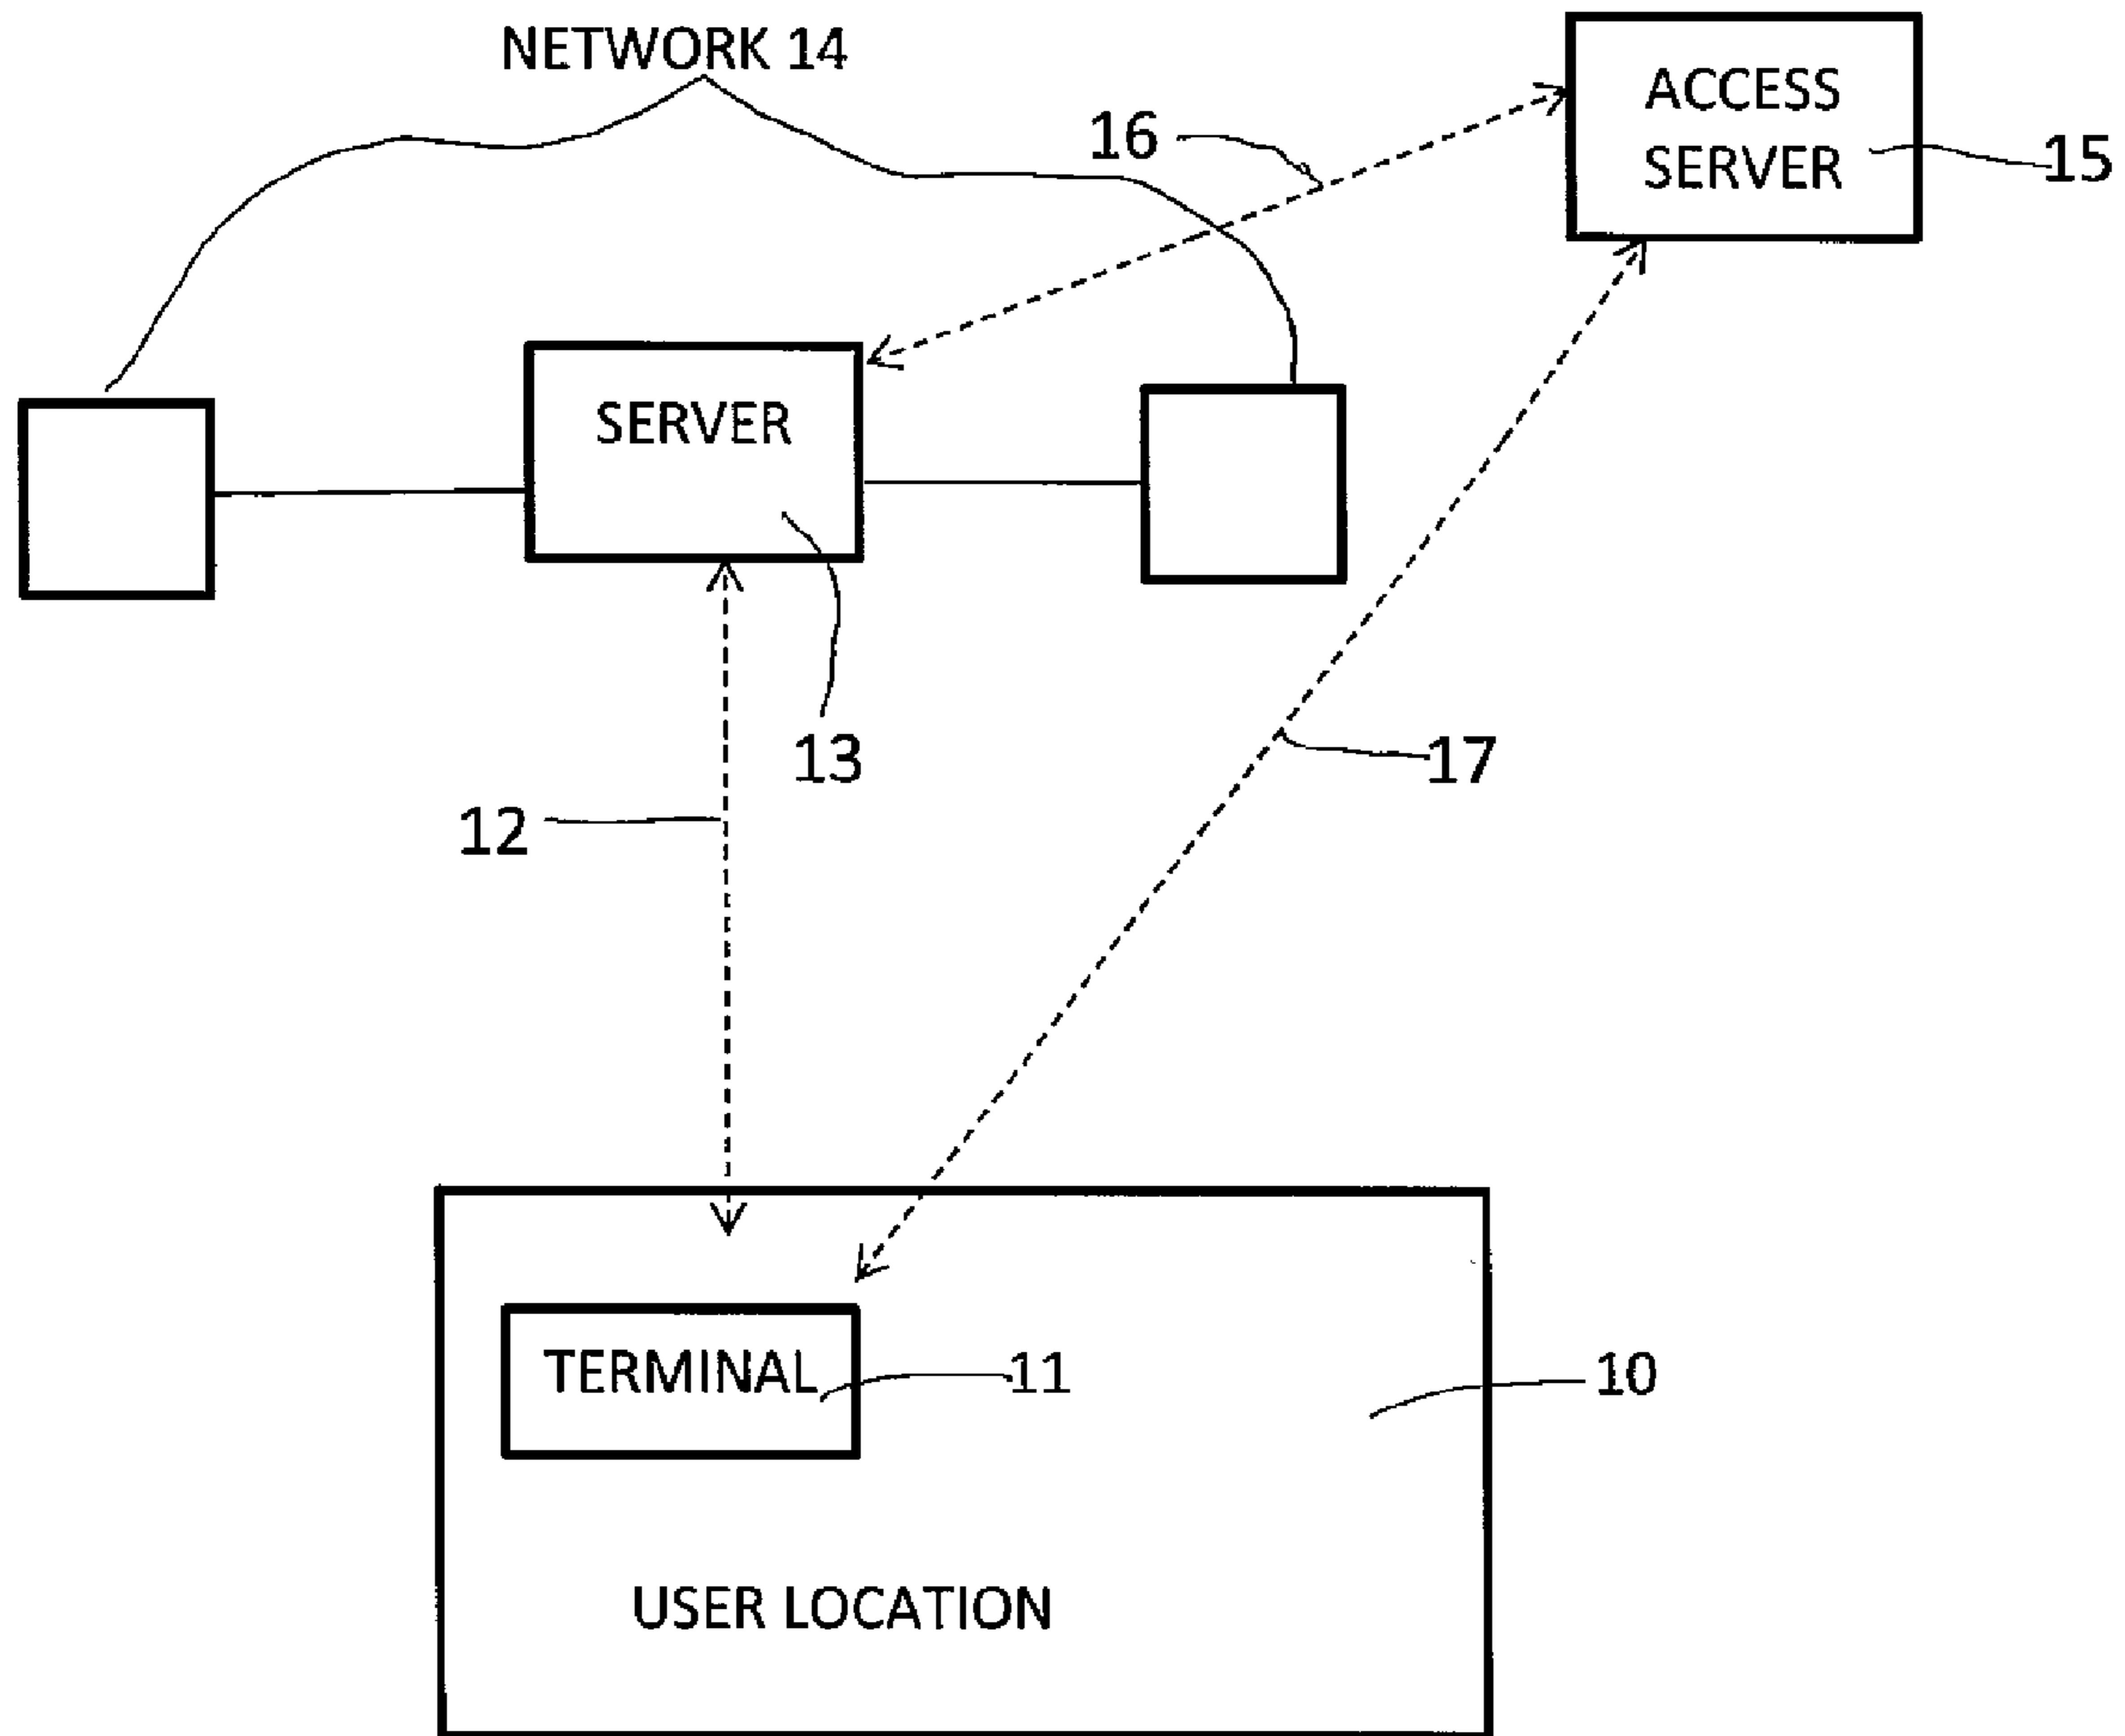 NETWORK 14
16
ACCESS
SERVER
15
SERVER
13
17
12
TERMINAL
11
10
USER LOCATION